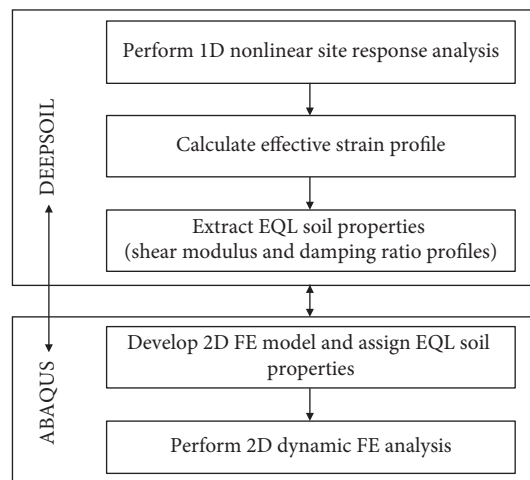 DEEPSOIL
Perform 1D nonlinear site response analysis
Calculate effective strain profile
Extract EQL soil properties
(shear modulus and damping ratio profiles)
ABAQUS
Develop 2D FE model and assign EQL soil
properties
Perform 2D dynamic FE analysis